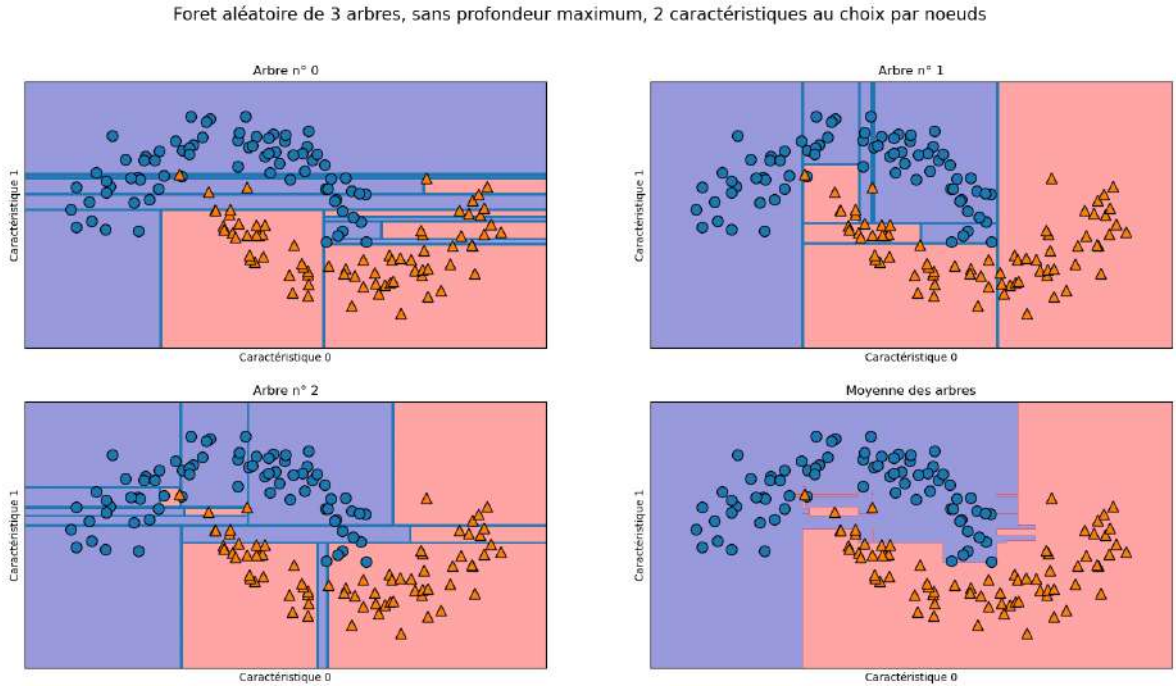 Foret aléatoire de 3 arbres, sans profondeur maximum, 2 caractéristiques au choix par noeuds
Arbre n° 0
Caractéristique 1
Caractéristique 0
Arbre n° 1
Caractéristique 1
Caractéristique 0
Arbre n° 2
Caractéristique 1
Caractéristique 0
Moyenne des arbres
Caractéristique 1
Caractéristique 0